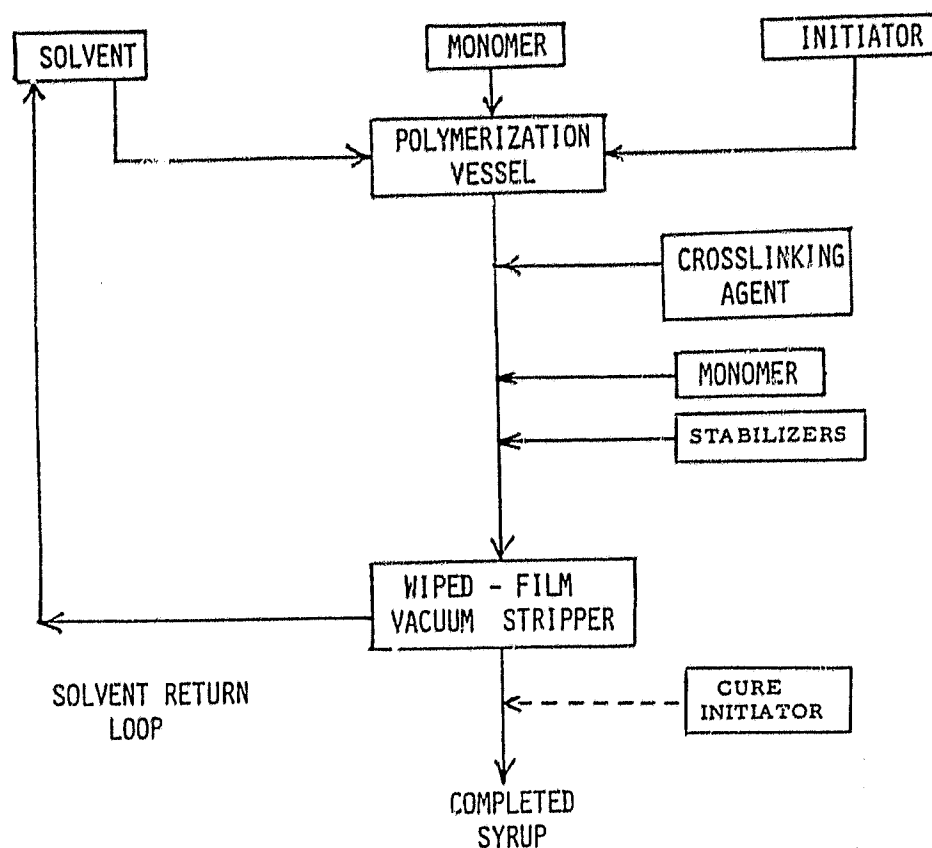 SOLVENT
MONOMER
INITIATOR
POLYMERIZATION
VESSEL
CROSSLINKING
AGENT
MONOMER
STABILIZERS
WIPED - FILM
VACUUM STRIPPER
SOLVENT RETURN
LOOP
CURE
INITIATOR
COMPLETED
SYRUP